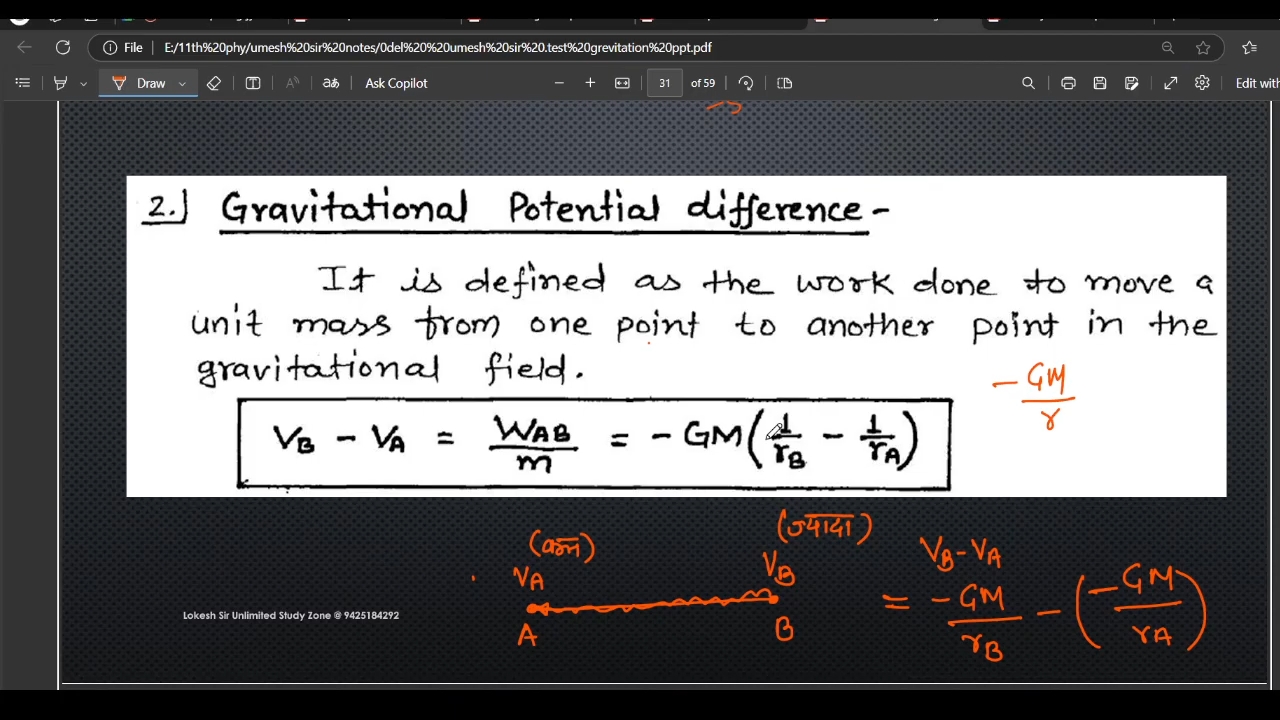 File E:/11th%20phy/umesh%20sir%20notes/0del%20%20umesh%20sir%20.test%20grevitation%20ppt.pdf
Draw aあ Ask Copilot 31 of 59 Edit with
2.] Gravitational Potential difference -
It is defined as the work done to move a
unit mass from one point to another point in the
gravitational field.
- GM / r
VB - VA = WAB / m = - GM ( 1 / rB - 1 / rA )
(कम) (ज्यादा)
VA VB
A B
VB - VA
= - GM / rB - ( - GM / rA )
Lokesh Sir Unlimited Study Zone @ 9425184292